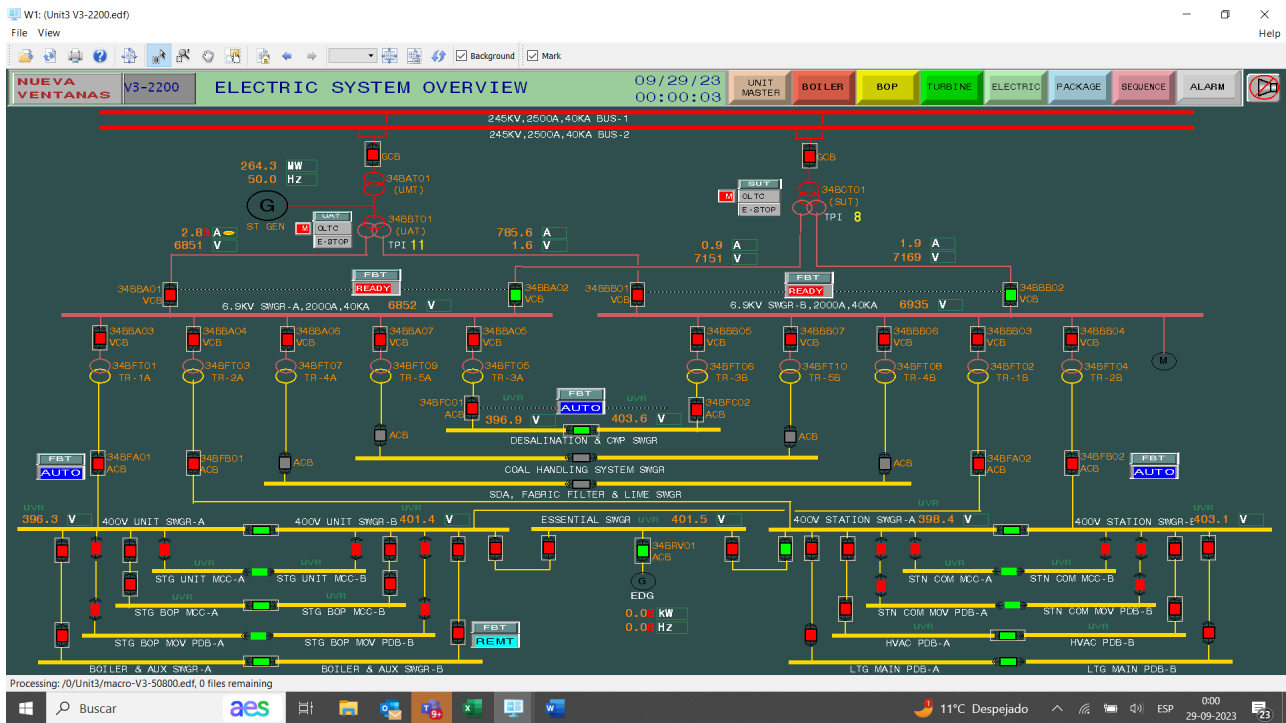 W1: (Unit3 V3-2200.edf)
File View
Help
Background Mark
NUEVA VENTANAS
V3-2200
ELECTRIC SYSTEM OVERVIEW
09/29/23
00:00:03
UNIT MASTER
BOILER
BOP
TURBINE
ELECTRIC
PACKAGE
SEQUENCE
ALARM
245KV,2500A,40KA BUS-1
245KV,2500A,40KA BUS-2
GCB
GCB
264.3 MW
50.0 Hz
34BAT01
(UMT)
G
ST GEN
SUT
M OLTC
E-STOP
34BCT01
(SUT)
TPI 8
UAT
M OLTC
E-STOP
34BBT01
(UAT)
TPI 11
2.8 A
6851 V
785.6 A
1.6 V
0.9 A
7151 V
1.9 A
7169 V
34BBA01
VCB
FBT
READY
34BBA02
VCB
34BBB01
VCB
FBT
READY
34BBB02
VCB
6.9KV SWGR-A,2000A,40KA 6852 V
6.9KV SWGR-B,2000A,40KA 6935 V
34BBA03
VCB
34BBA04
VCB
34BBA06
VCB
34BBA07
VCB
34BBA05
VCB
34BBB05
VCB
34BBB07
VCB
34BBB06
VCB
34BBB03
VCB
34BBB04
VCB
M
34BFT01
TR-1A
34BFT03
TR-2A
34BFT07
TR-4A
34BFT09
TR-5A
34BFT05
TR-3A
34BFT06
TR-3B
34BFT10
TR-5B
34BFT08
TR-4B
34BFT02
TR-1B
34BFT04
TR-2B
34BFC01
ACB
UVR
FBT
AUTO
UVR
34BFC02
ACB
396.9 V
403.6 V
ACB
ACB
DESALINATION & CWP SWGR
FBT
AUTO
34BFA01
ACB
34BFB01
ACB
ACB
COAL HANDLING SYSTEM SWGR
ACB
34BFA02
ACB
34BFB02
ACB
FBT
AUTO
SDA, FABRIC FILTER & LIME SWGR
UVR
UVR
396.3 V
400V UNIT SWGR-A
400V UNIT SWGR-B
401.4 V
ESSENTIAL SWGR
UVR
401.5 V
400V STATION SWGR-A
398.4 V
400V STATION SWGR-B
403.1 V
UVR
34BRV01
ACB
UVR
UVR
STG UNIT MCC-A
STG UNIT MCC-B
G
EDG
STN COM MCC-A
STN COM MCC-B
STG BOP MCC-A
STG BOP MCC-B
0.0 kW
0.0 Hz
STN COM MOV PDB-A
STN COM MOV PDB-B
FBT
REMT
STG BOP MOV PDB-A
STG BOP MOV PDB-B
HVAC PDB-A
HVAC PDB-B
BOILER & AUX SWGR-A
BOILER & AUX SWGR-B
LTG MAIN PDB-A
LTG MAIN PDB-B
Processing: /0/Unit3/macro-V3-50800.edf, 0 files remaining
Buscar
aes
9+
1
11°C Despejado
ESP
0:00
29-09-2023
23